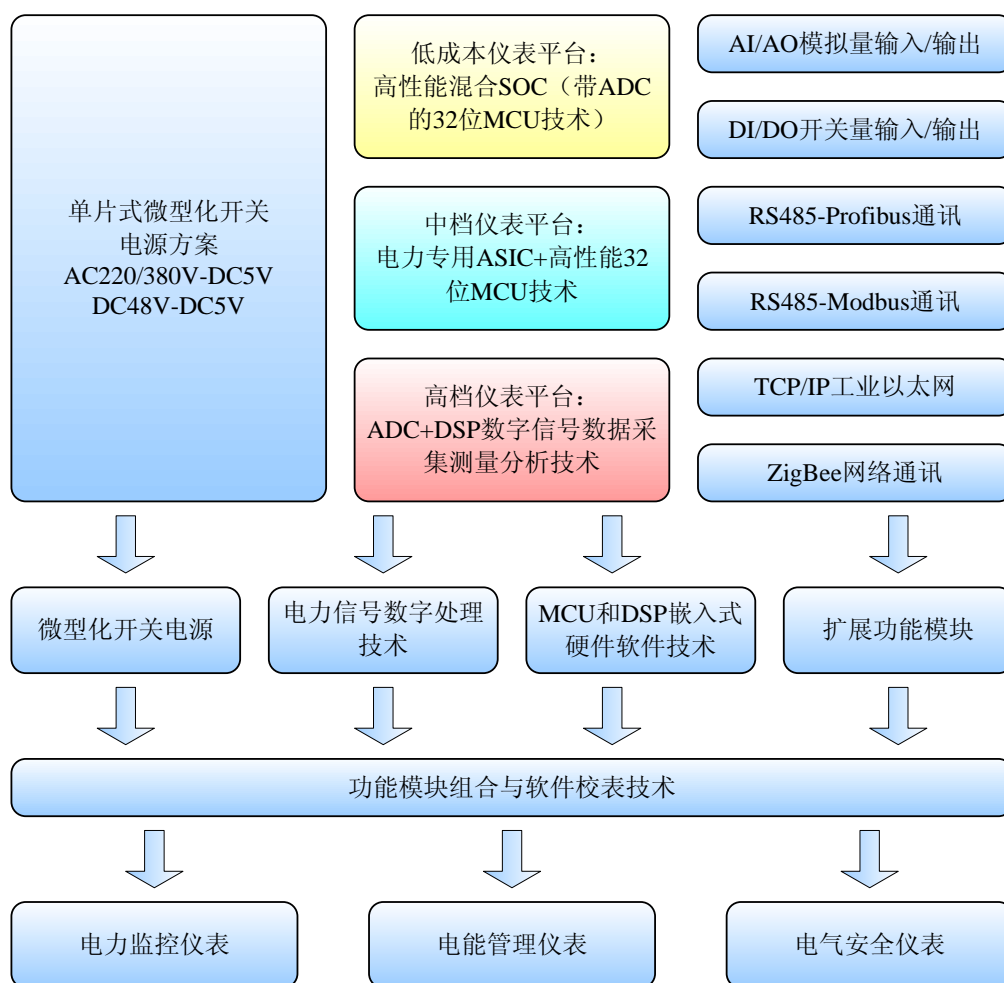 单片式微型化开关
电源方案
AC220/380V-DC5V
DC48V-DC5V
低成本仪表平台：
高性能混合SOC（带ADC
的32位MCU技术）
中档仪表平台：
电力专用ASIC+高性能32
位MCU技术
高档仪表平台：
ADC+DSP数字信号数据采
集测量分析技术
AI/AO模拟量输入/输出
DI/DO开关量输入/输出
RS485-Profibus通讯
RS485-Modbus通讯
TCP/IP工业以太网
ZigBee网络通讯
微型化开关电源
电力信号数字处理
技术
MCU和DSP嵌入式
硬件软件技术
扩展功能模块
功能模块组合与软件校表技术
电力监控仪表
电能管理仪表
电气安全仪表